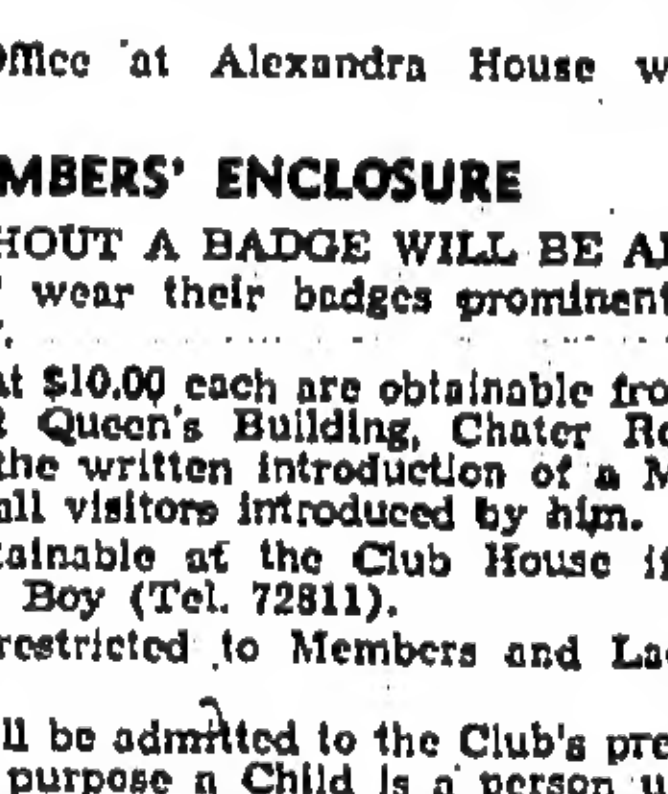 Office at Alexandra House w
MBERS' ENCLOSURE
HOUT A BADGE WILL BE A
wear their badges prominent
at $10.00 each are obtainable fro
Queen's Building, Chater R
the written introduction of a M
all visitors introduced by him.
tainable at the Club House i
Boy (Tel. 72811).
restricted to Members and La
ll be admitted to the Club's pre
purpose a Child is a person u